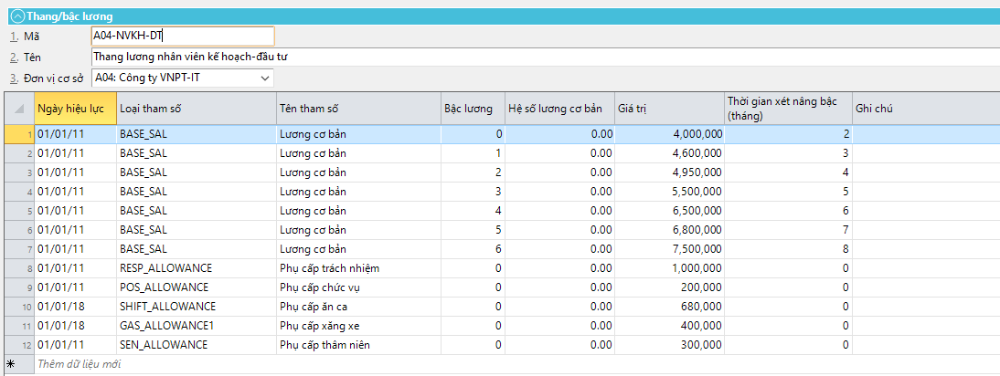 Thang/bậc lương
1. Mã A04-NVKH-DT
2. Tên Thang lương nhân viên kế hoạch-đầu tư
3. Đơn vị cơ sở A04: Công ty VNPT-IT
Ngày hiệu lực Loại tham số Tên tham số Bậc lương Hệ số lương cơ bản Giá trị Thời gian xét nâng bậc (tháng) Ghi chú
1 01/01/11 BASE_SAL Lương cơ bản 0 0.00 4,000,000 2
2 01/01/11 BASE_SAL Lương cơ bản 1 0.00 4,600,000 3
3 01/01/11 BASE_SAL Lương cơ bản 2 0.00 4,950,000 4
4 01/01/11 BASE_SAL Lương cơ bản 3 0.00 5,500,000 5
5 01/01/11 BASE_SAL Lương cơ bản 4 0.00 6,500,000 6
6 01/01/11 BASE_SAL Lương cơ bản 5 0.00 6,800,000 7
7 01/01/11 BASE_SAL Lương cơ bản 6 0.00 7,500,000 8
8 01/01/11 RESP_ALLOWANCE Phụ cấp trách nhiệm 0 0.00 1,000,000 0
9 01/01/11 POS_ALLOWANCE Phụ cấp chức vụ 0 0.00 200,000 0
10 01/01/18 SHIFT_ALLOWANCE Phụ cấp ăn ca 0 0.00 680,000 0
11 01/01/18 GAS_ALLOWANCE1 Phụ cấp xăng xe 0 0.00 400,000 0
12 01/01/11 SEN_ALLOWANCE Phụ cấp thâm niên 0 0.00 300,000 0
Thêm dữ liệu mới